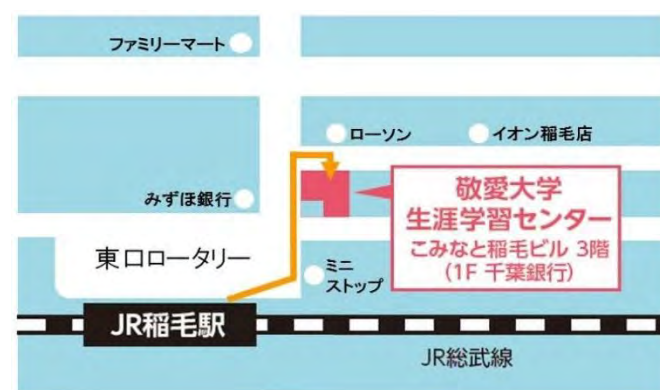 ファミリーマート
ローソン
イオン稲毛店
みずほ銀行
敬愛大学
生涯学習センター
こみなと稲毛ビル 3階
(1F 千葉銀行)
東口ロータリー
ミニ
ストップ
JR稲毛駅
JR総武線